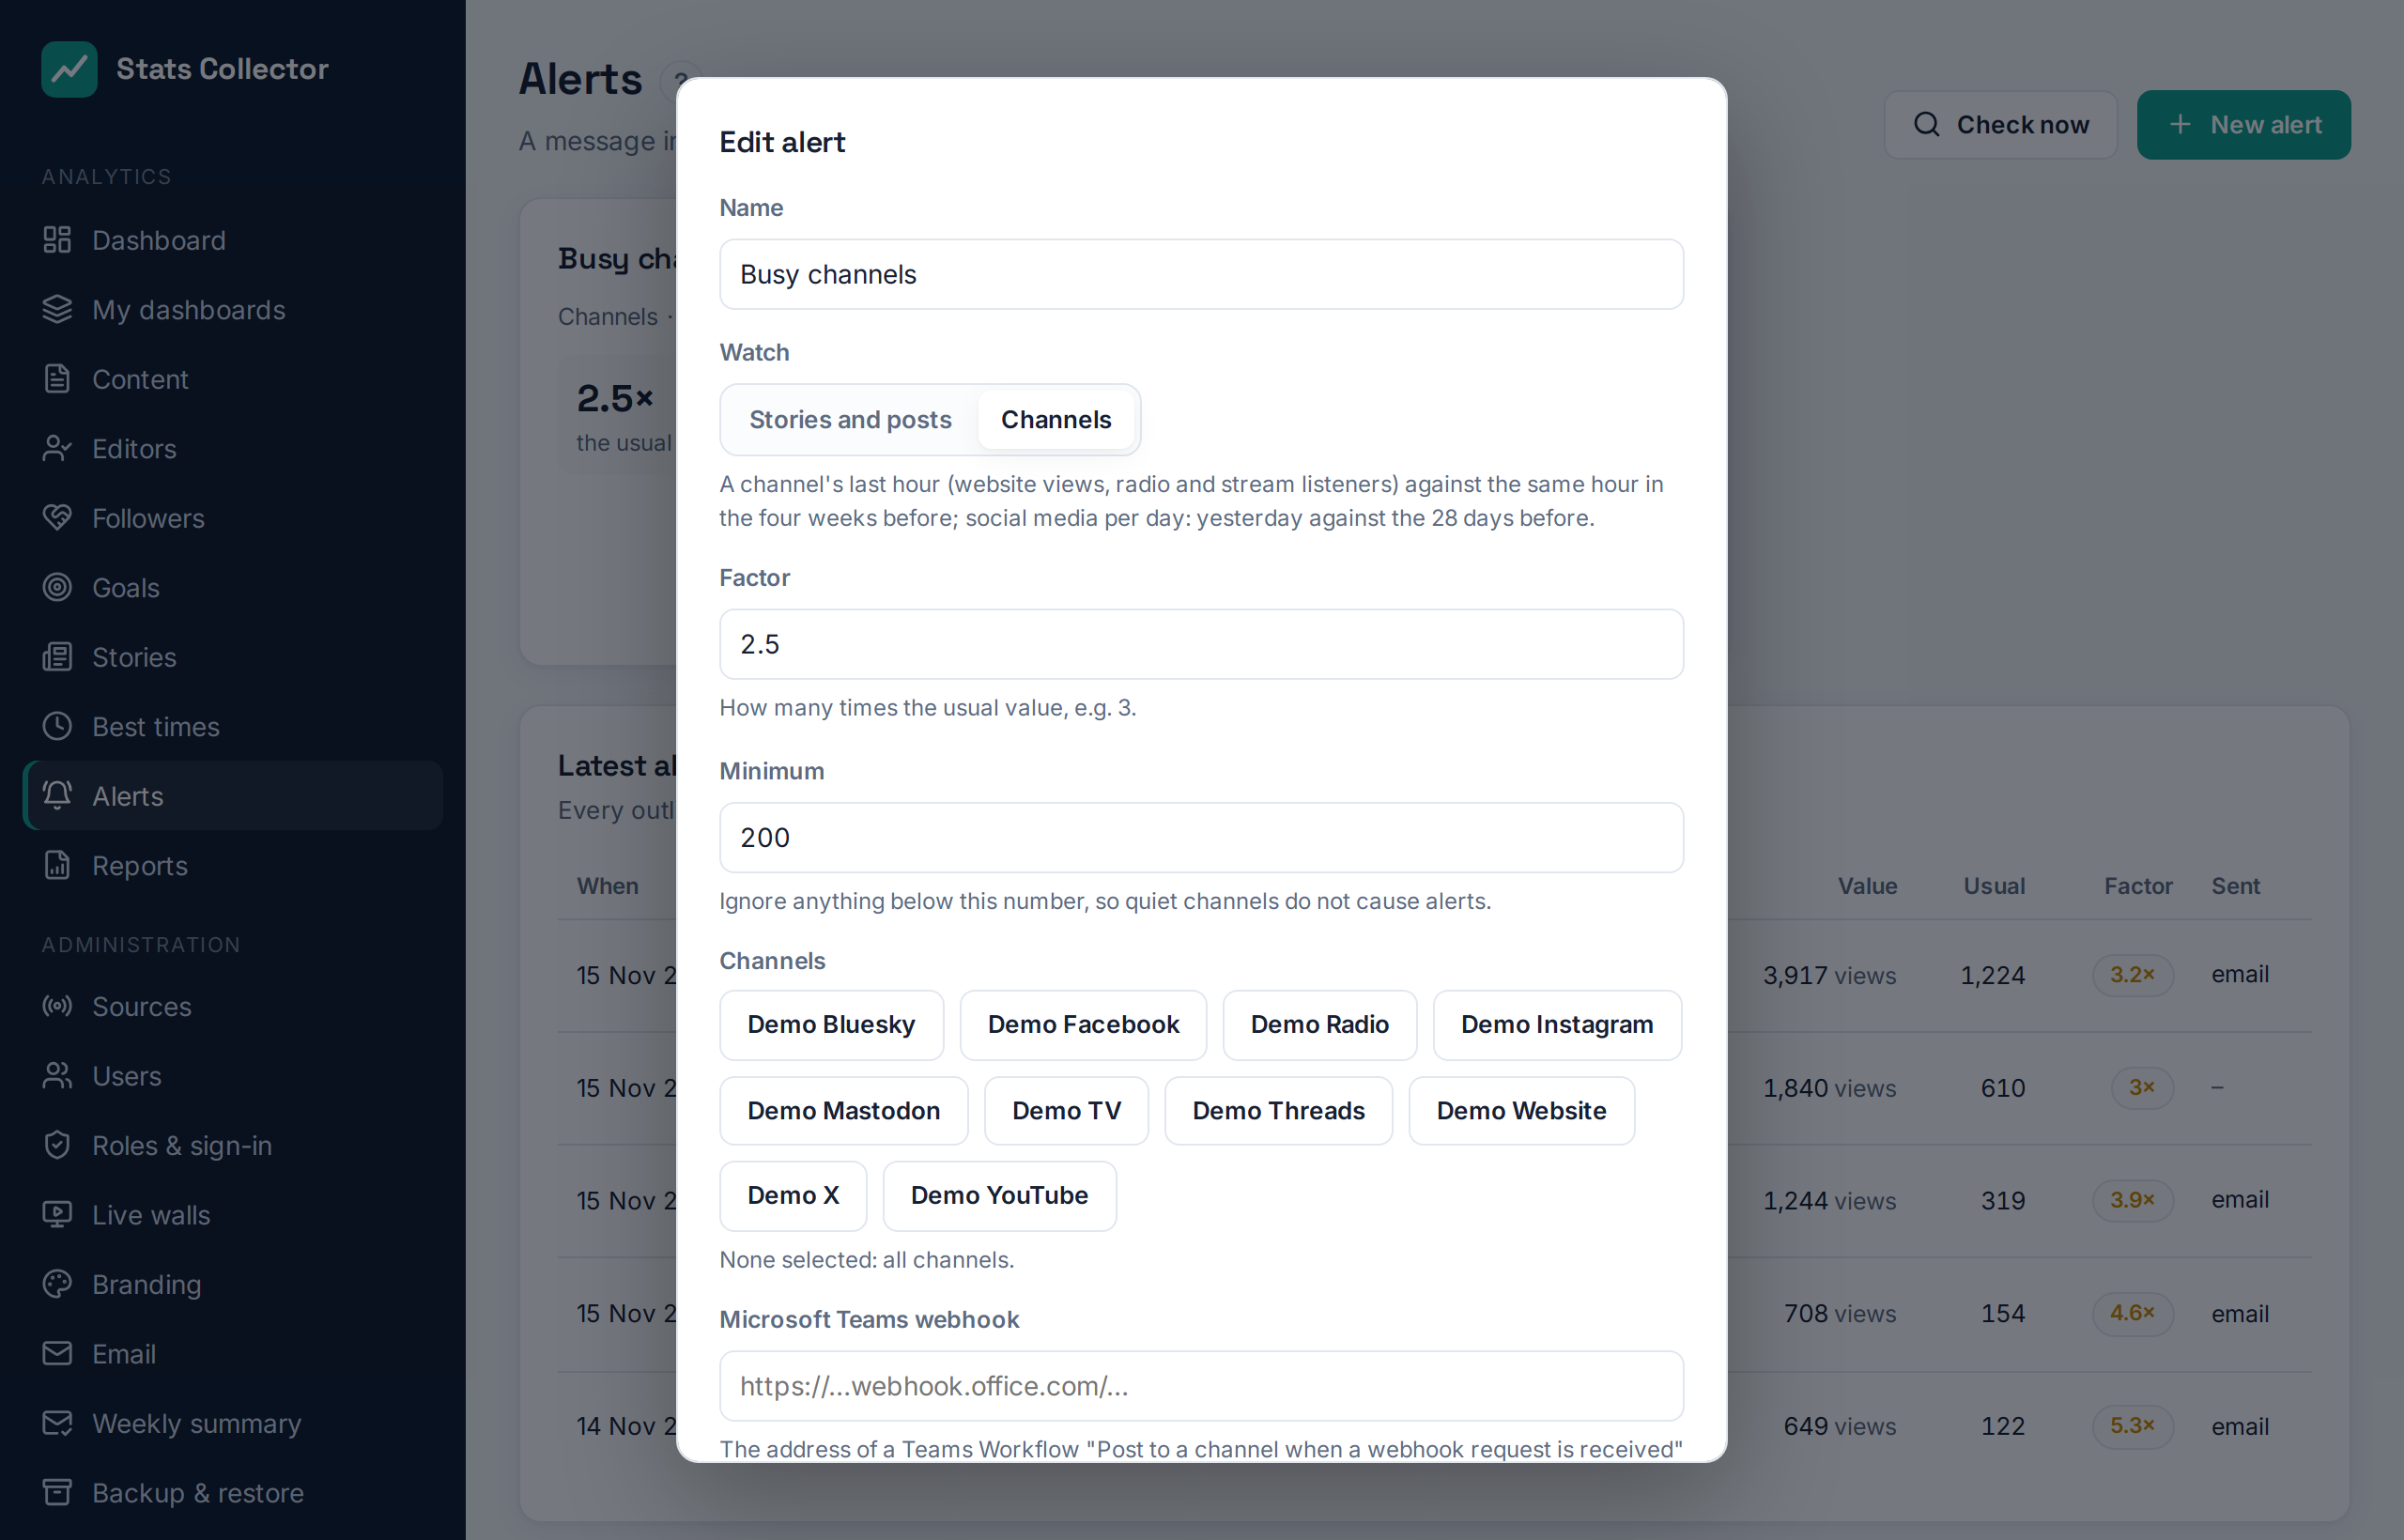 Stats Collector
ANALYTICS
Dashboard
My dashboards
Content
Editors
Followers
Goals
Stories
Best times
Alerts
Reports
ADMINISTRATION
Sources
Users
Roles & sign-in
Live walls
Branding
Email
Weekly summary
Backup & restore
Alerts
A message
Check now
New alert
Busy
Channels ·
2.5×
the usual
Latest
Every
When Value Usual Factor Sent
15 Nov 3,917 views 1,224 3.2× email
15 Nov 1,840 views 610 3× –
15 Nov 1,244 views 319 3.9× email
15 Nov 708 views 154 4.6× email
14 Nov 649 views 122 5.3× email
Edit alert
Name
Busy channels
Watch
Stories and posts Channels
A channel's last hour (website views, radio and stream listeners) against the same hour in
the four weeks before; social media per day: yesterday against the 28 days before.
Factor
2.5
How many times the usual value, e.g. 3.
Minimum
200
Ignore anything below this number, so quiet channels do not cause alerts.
Channels
Demo Bluesky Demo Facebook Demo Radio Demo Instagram
Demo Mastodon Demo TV Demo Threads Demo Website
Demo X Demo YouTube
None selected: all channels.
Microsoft Teams webhook
https://...webhook.office.com/...
The address of a Teams Workflow "Post to a channel when a webhook request is received"